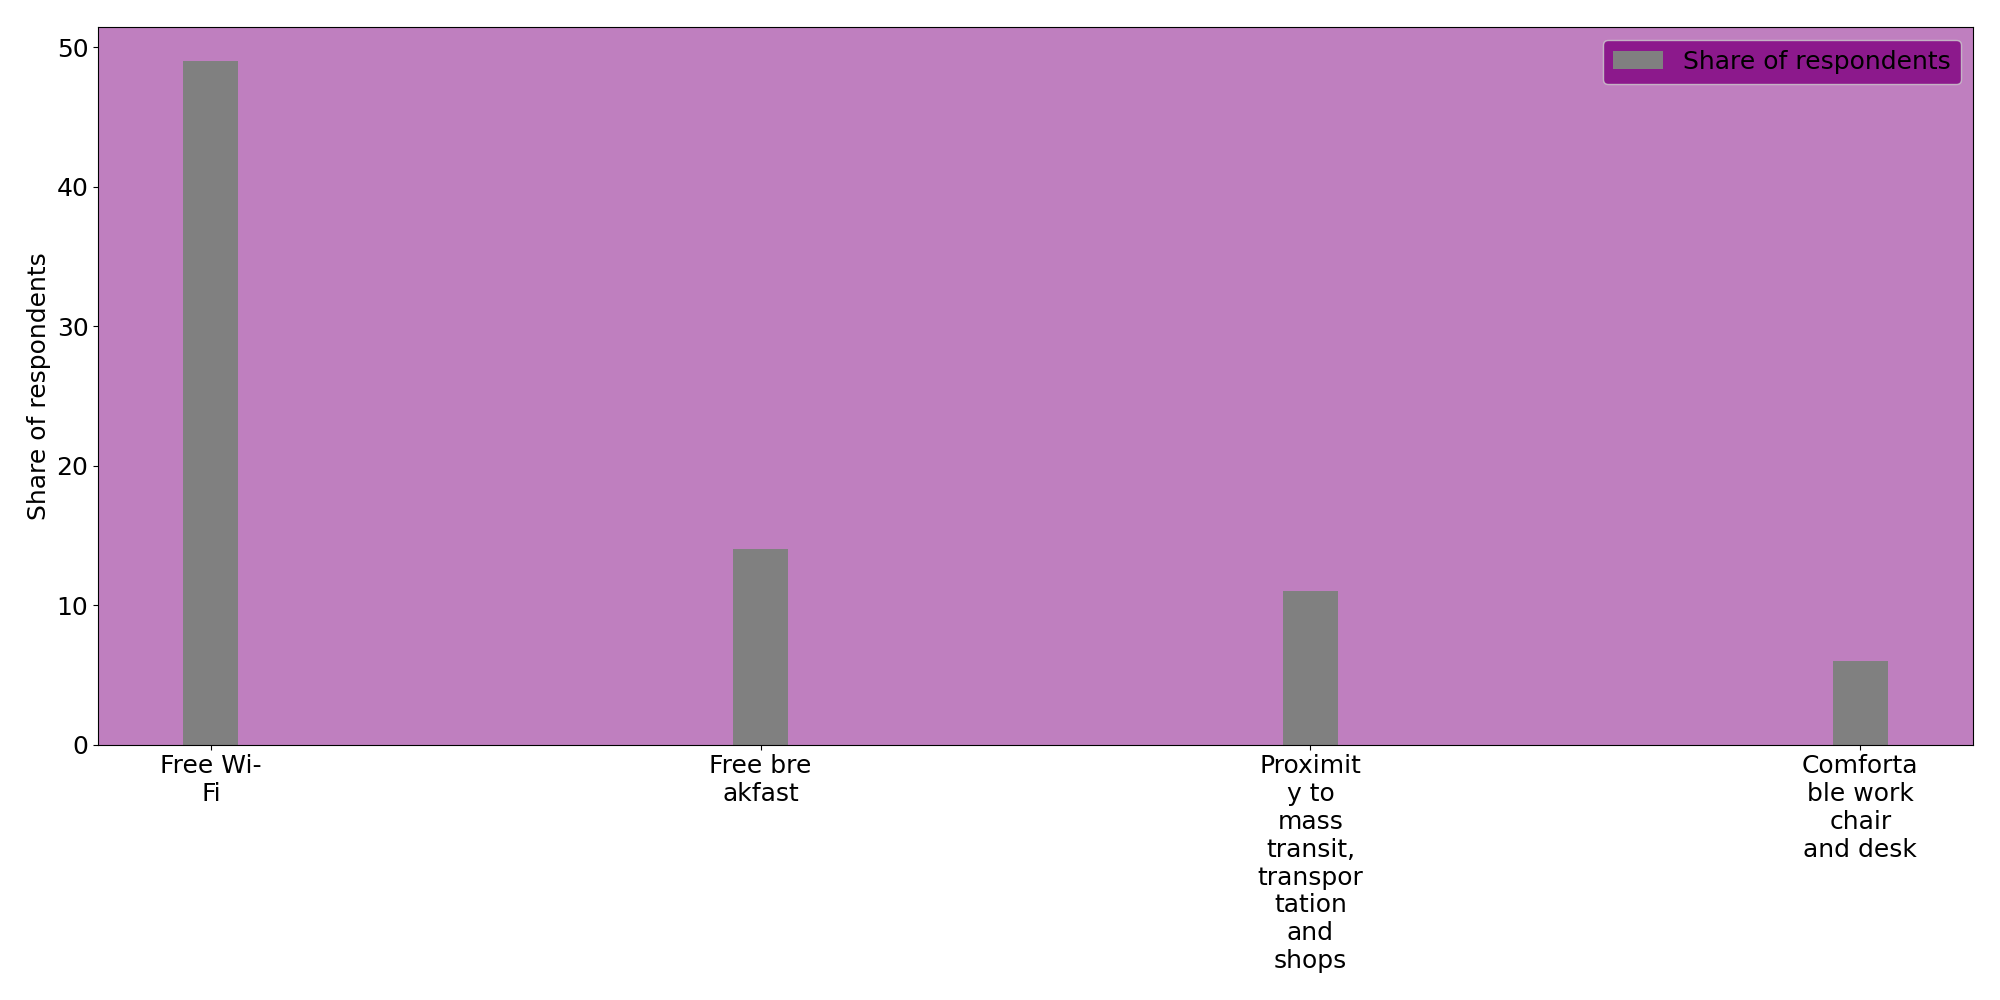 50
40
30
20
10
0
Share of respondents
Share of respondents
Free Wi-
Fi
Free bre
akfast
Proximit
y to
mass
transit,
transpor
tation
and
shops
Comforta
ble work
chair
and desk